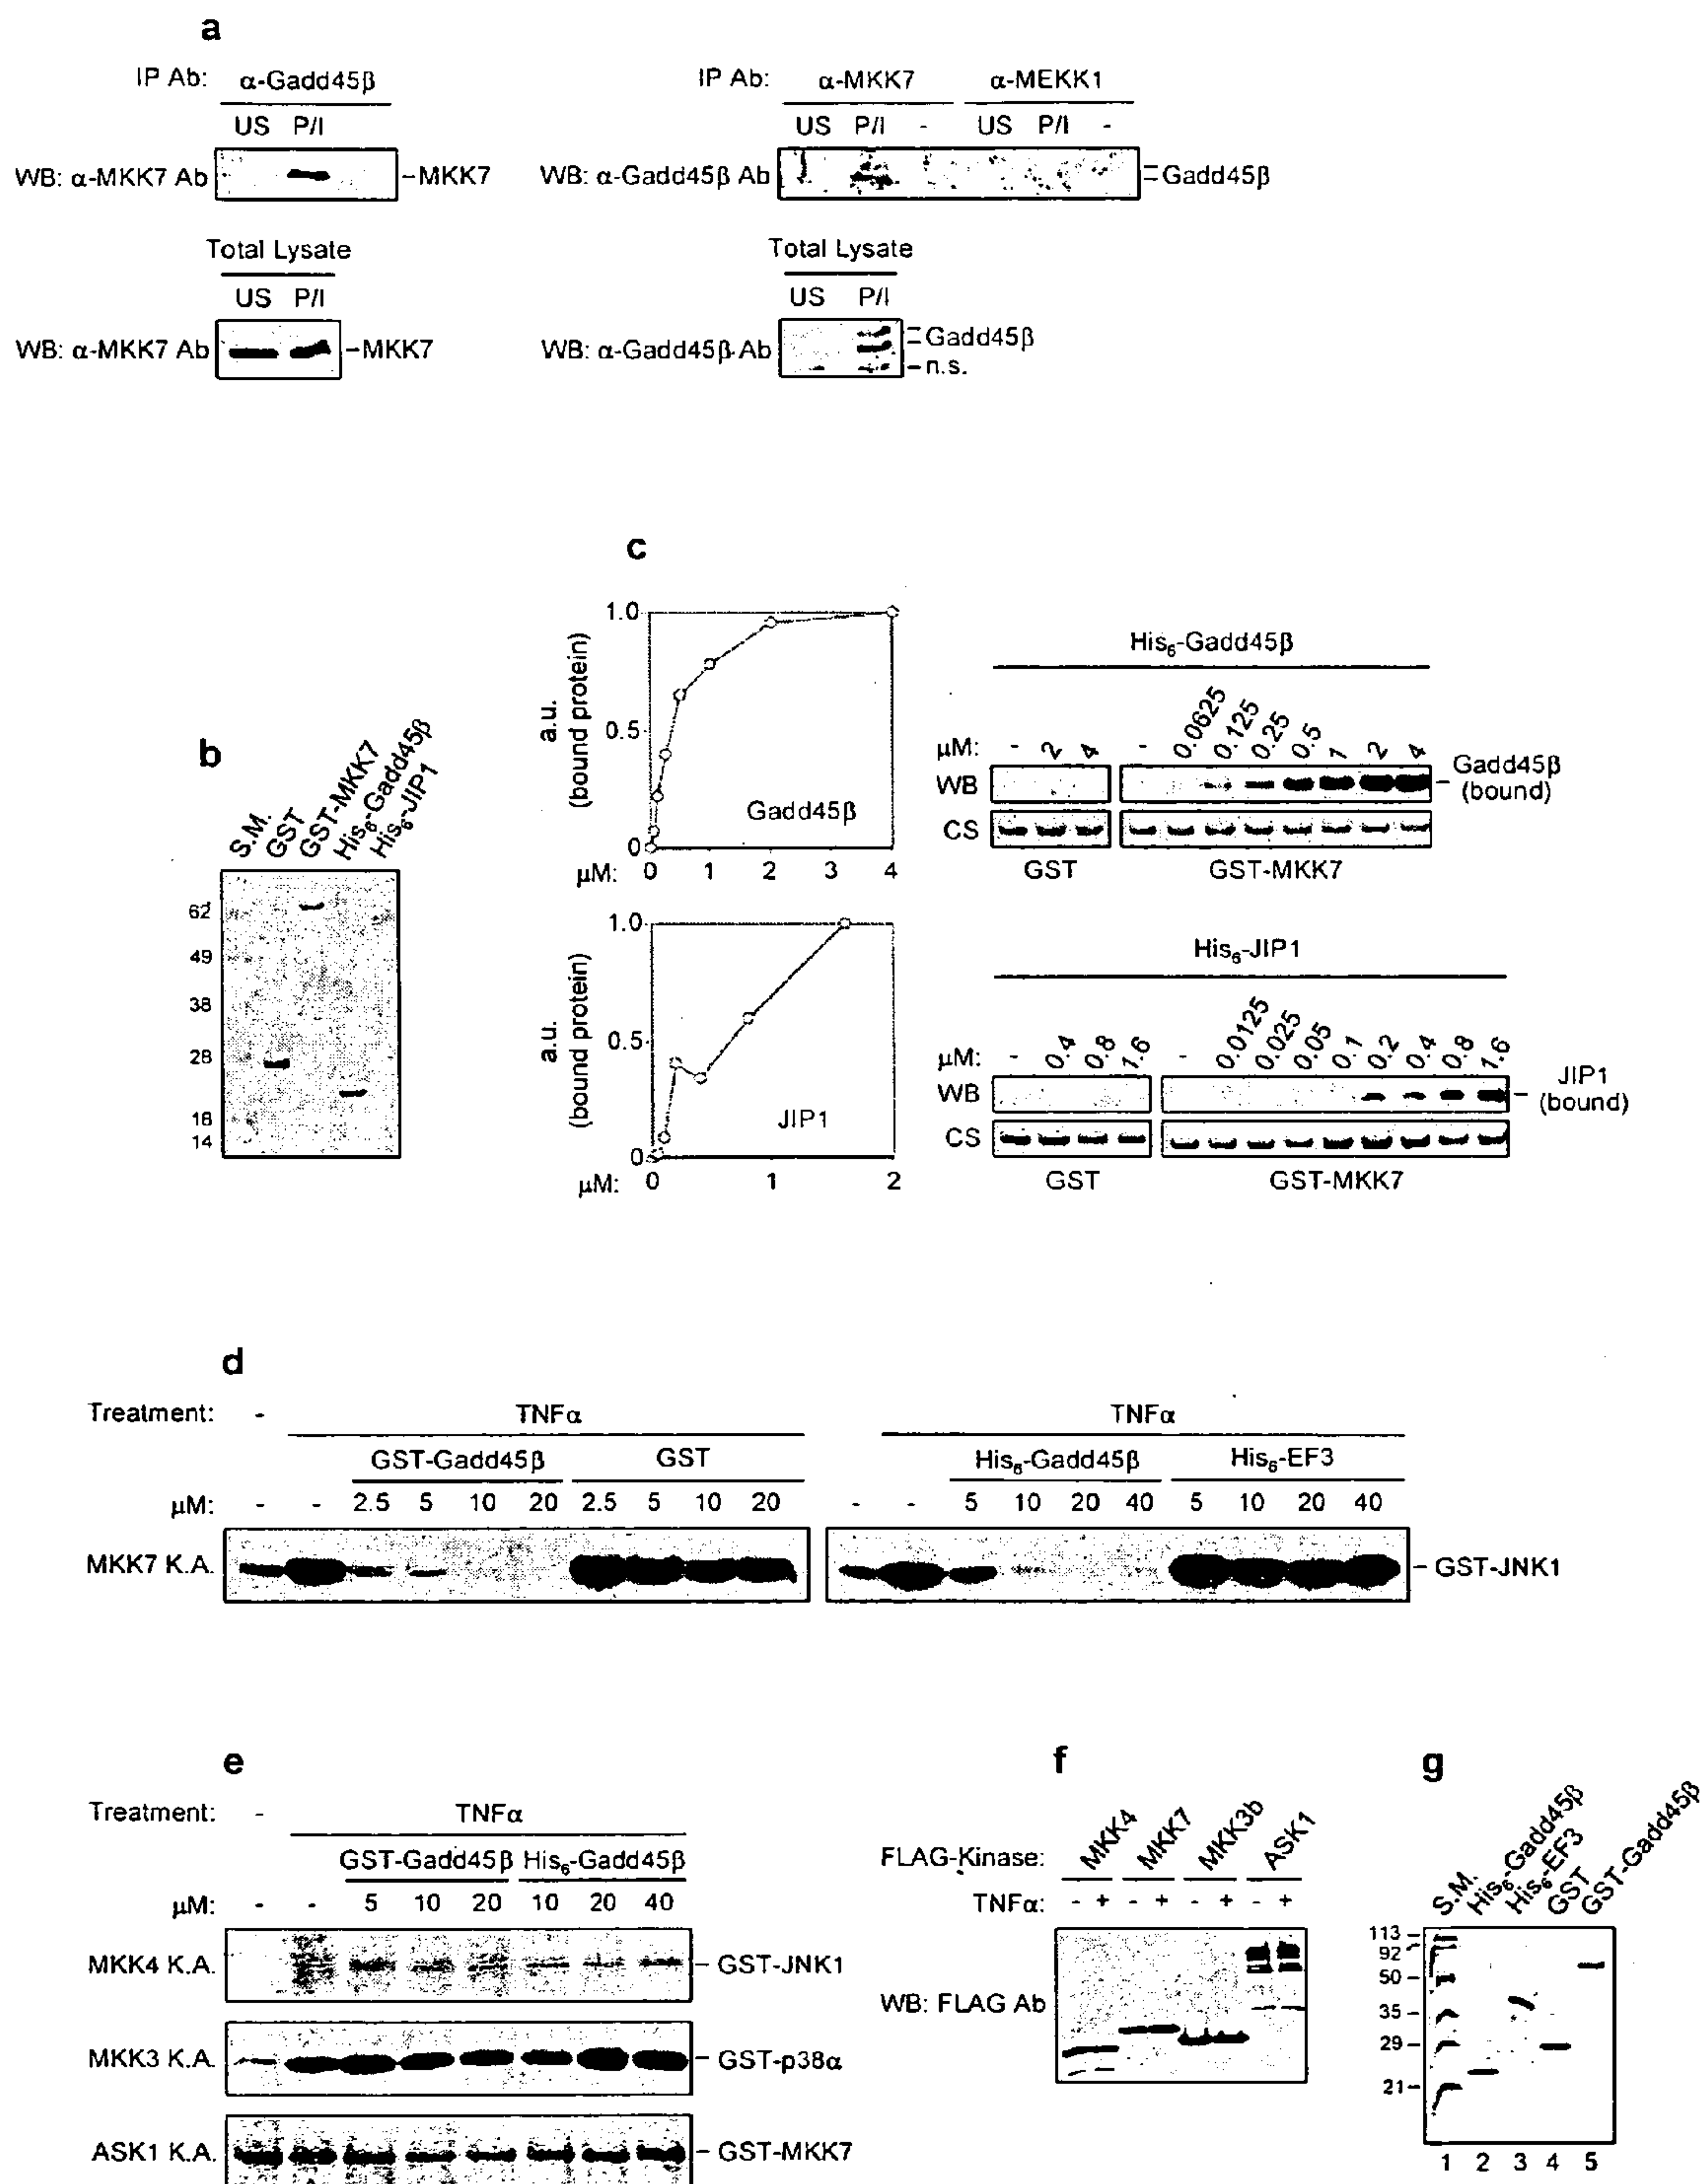 a
IP Ab: α-Gadd45β
US P/I
WB: α-MKK7 Ab -MKK7
Total Lysate
US P/I
WB: α-MKK7 Ab -MKK7
IP Ab: α-MKK7 α-MEKK1
US P/I - US P/I -
WB: α-Gadd45β Ab Gadd45β
Total Lysate
US P/I
WB: α-Gadd45β Ab Gadd45β
-n.s.
b
S.M. GST GST-MKK7 His6-Gadd45β His6-JIP1
62
49
38
28
18
14
c
a.u.
(bound protein)
1.0
0.5
0
Gadd45β
μM: 0 1 2 3 4
His6-Gadd45β
μM: - 2 4 - 0.0625 0.125 0.25 0.5 1 2 4
WB Gadd45β
(bound)
CS
GST GST-MKK7
a.u.
(bound protein)
1.0
0.5
0
JIP1
μM: 0 1 2
His6-JIP1
μM: - 0.4 0.8 1.6 - 0.0125 0.025 0.05 0.1 0.2 0.4 0.8 1.6
WB JIP1
(bound)
CS
GST GST-MKK7
d
Treatment: - TNFα TNFα
GST-Gadd45β GST His6-Gadd45β His6-EF3
μM: - - 2.5 5 10 20 2.5 5 10 20 - - 5 10 20 40 5 10 20 40
MKK7 K.A. - GST-JNK1
e
Treatment: - TNFα
GST-Gadd45β His6-Gadd45β
μM: - - 5 10 20 10 20 40
MKK4 K.A. - GST-JNK1
MKK3 K.A. - GST-p38α
ASK1 K.A. - GST-MKK7
f
FLAG-Kinase: MKK4 MKK7 MKK3b ASK1
TNFα: - + - + - + - +
WB: FLAG Ab
g
S.M. His6-Gadd45β His6-EF3 GST GST-Gadd45β
113
92
50
35
29
21
1 2 3 4 5